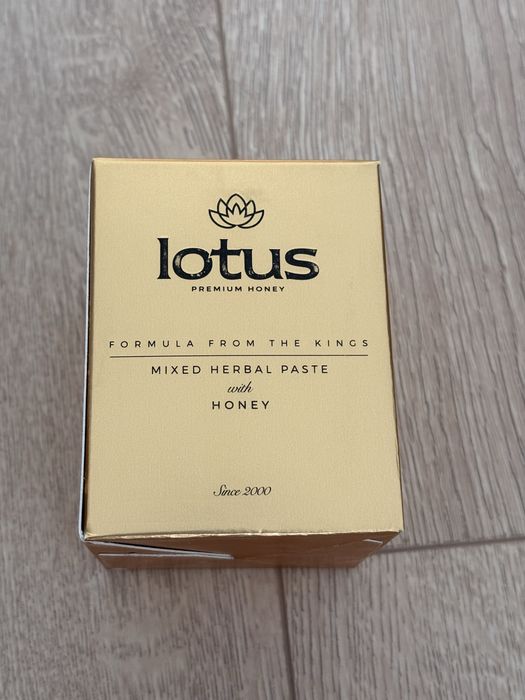 lotus
PREMIUM HONEY
FORMULA FROM THE KINGS
MIXED HERBAL PASTE
with
HONEY
Since 2000